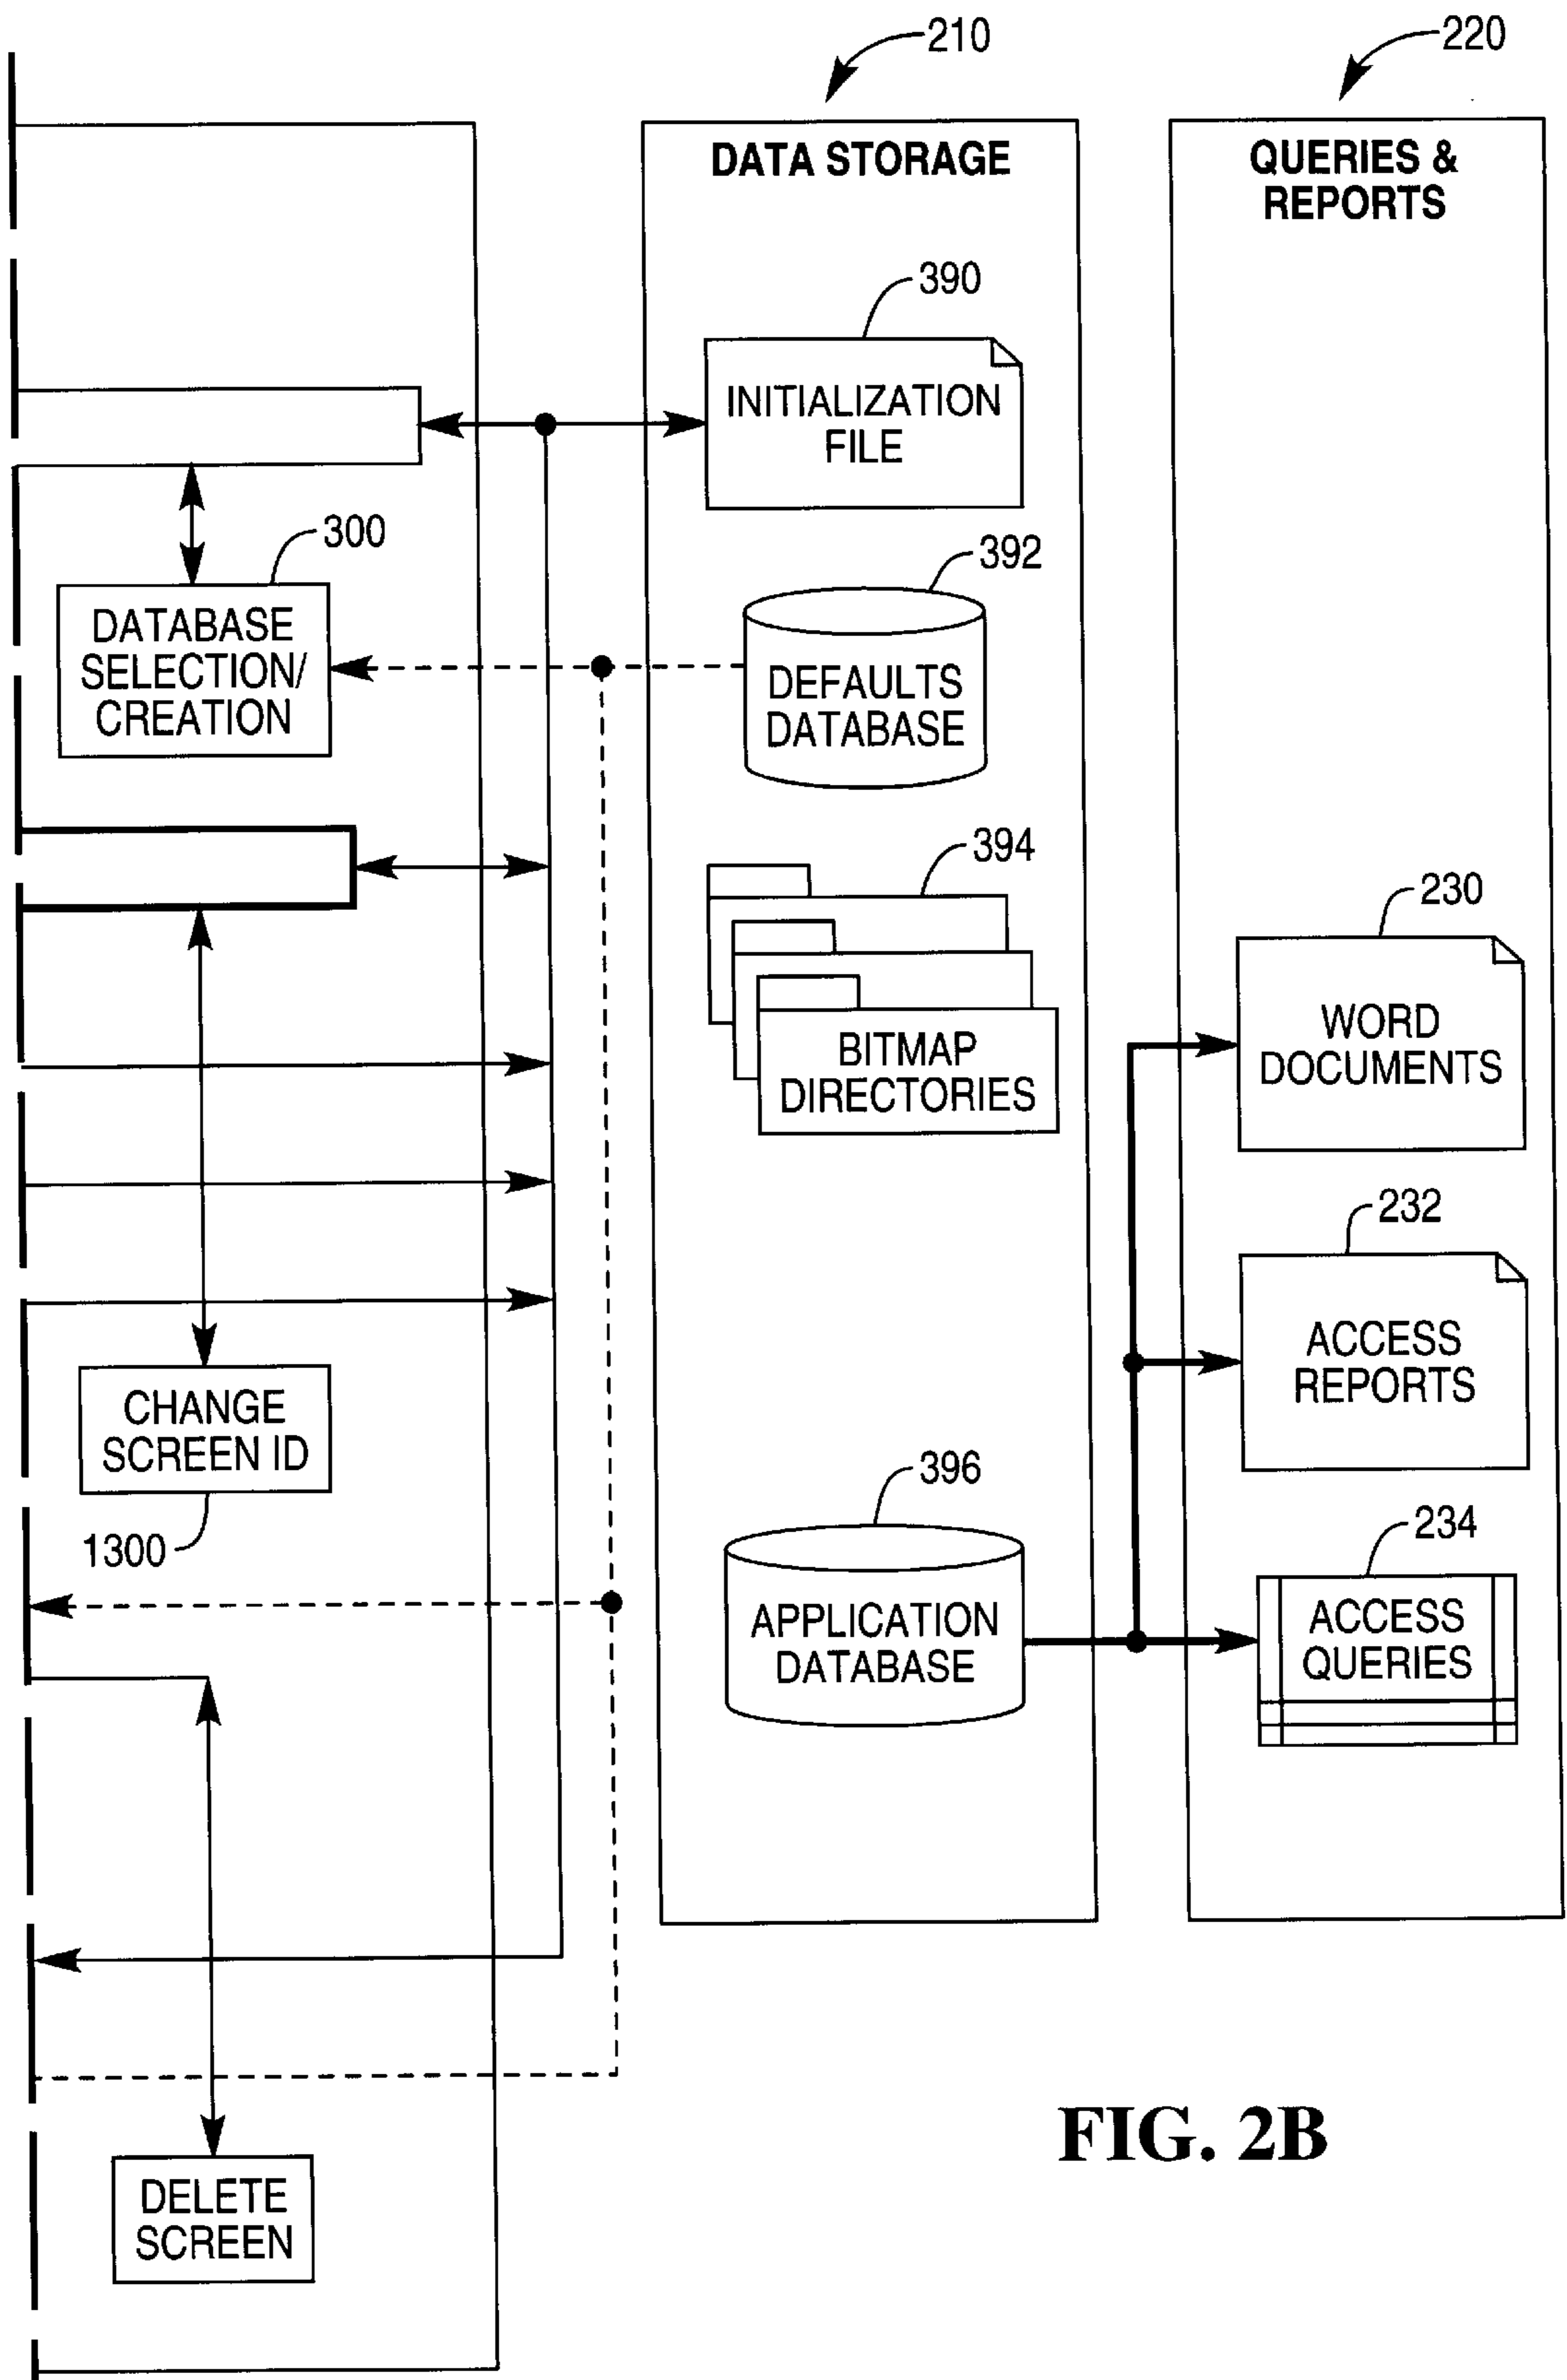 210
220
DATA STORAGE
QUERIES &
REPORTS
390
INITIALIZATION
FILE
300
DATABASE
SELECTION/
CREATION
392
DEFAULTS
DATABASE
394
BITMAP
DIRECTORIES
230
WORD
DOCUMENTS
232
ACCESS
REPORTS
CHANGE
SCREEN ID
1300
396
APPLICATION
DATABASE
234
ACCESS
QUERIES
DELETE
SCREEN
FIG. 2B